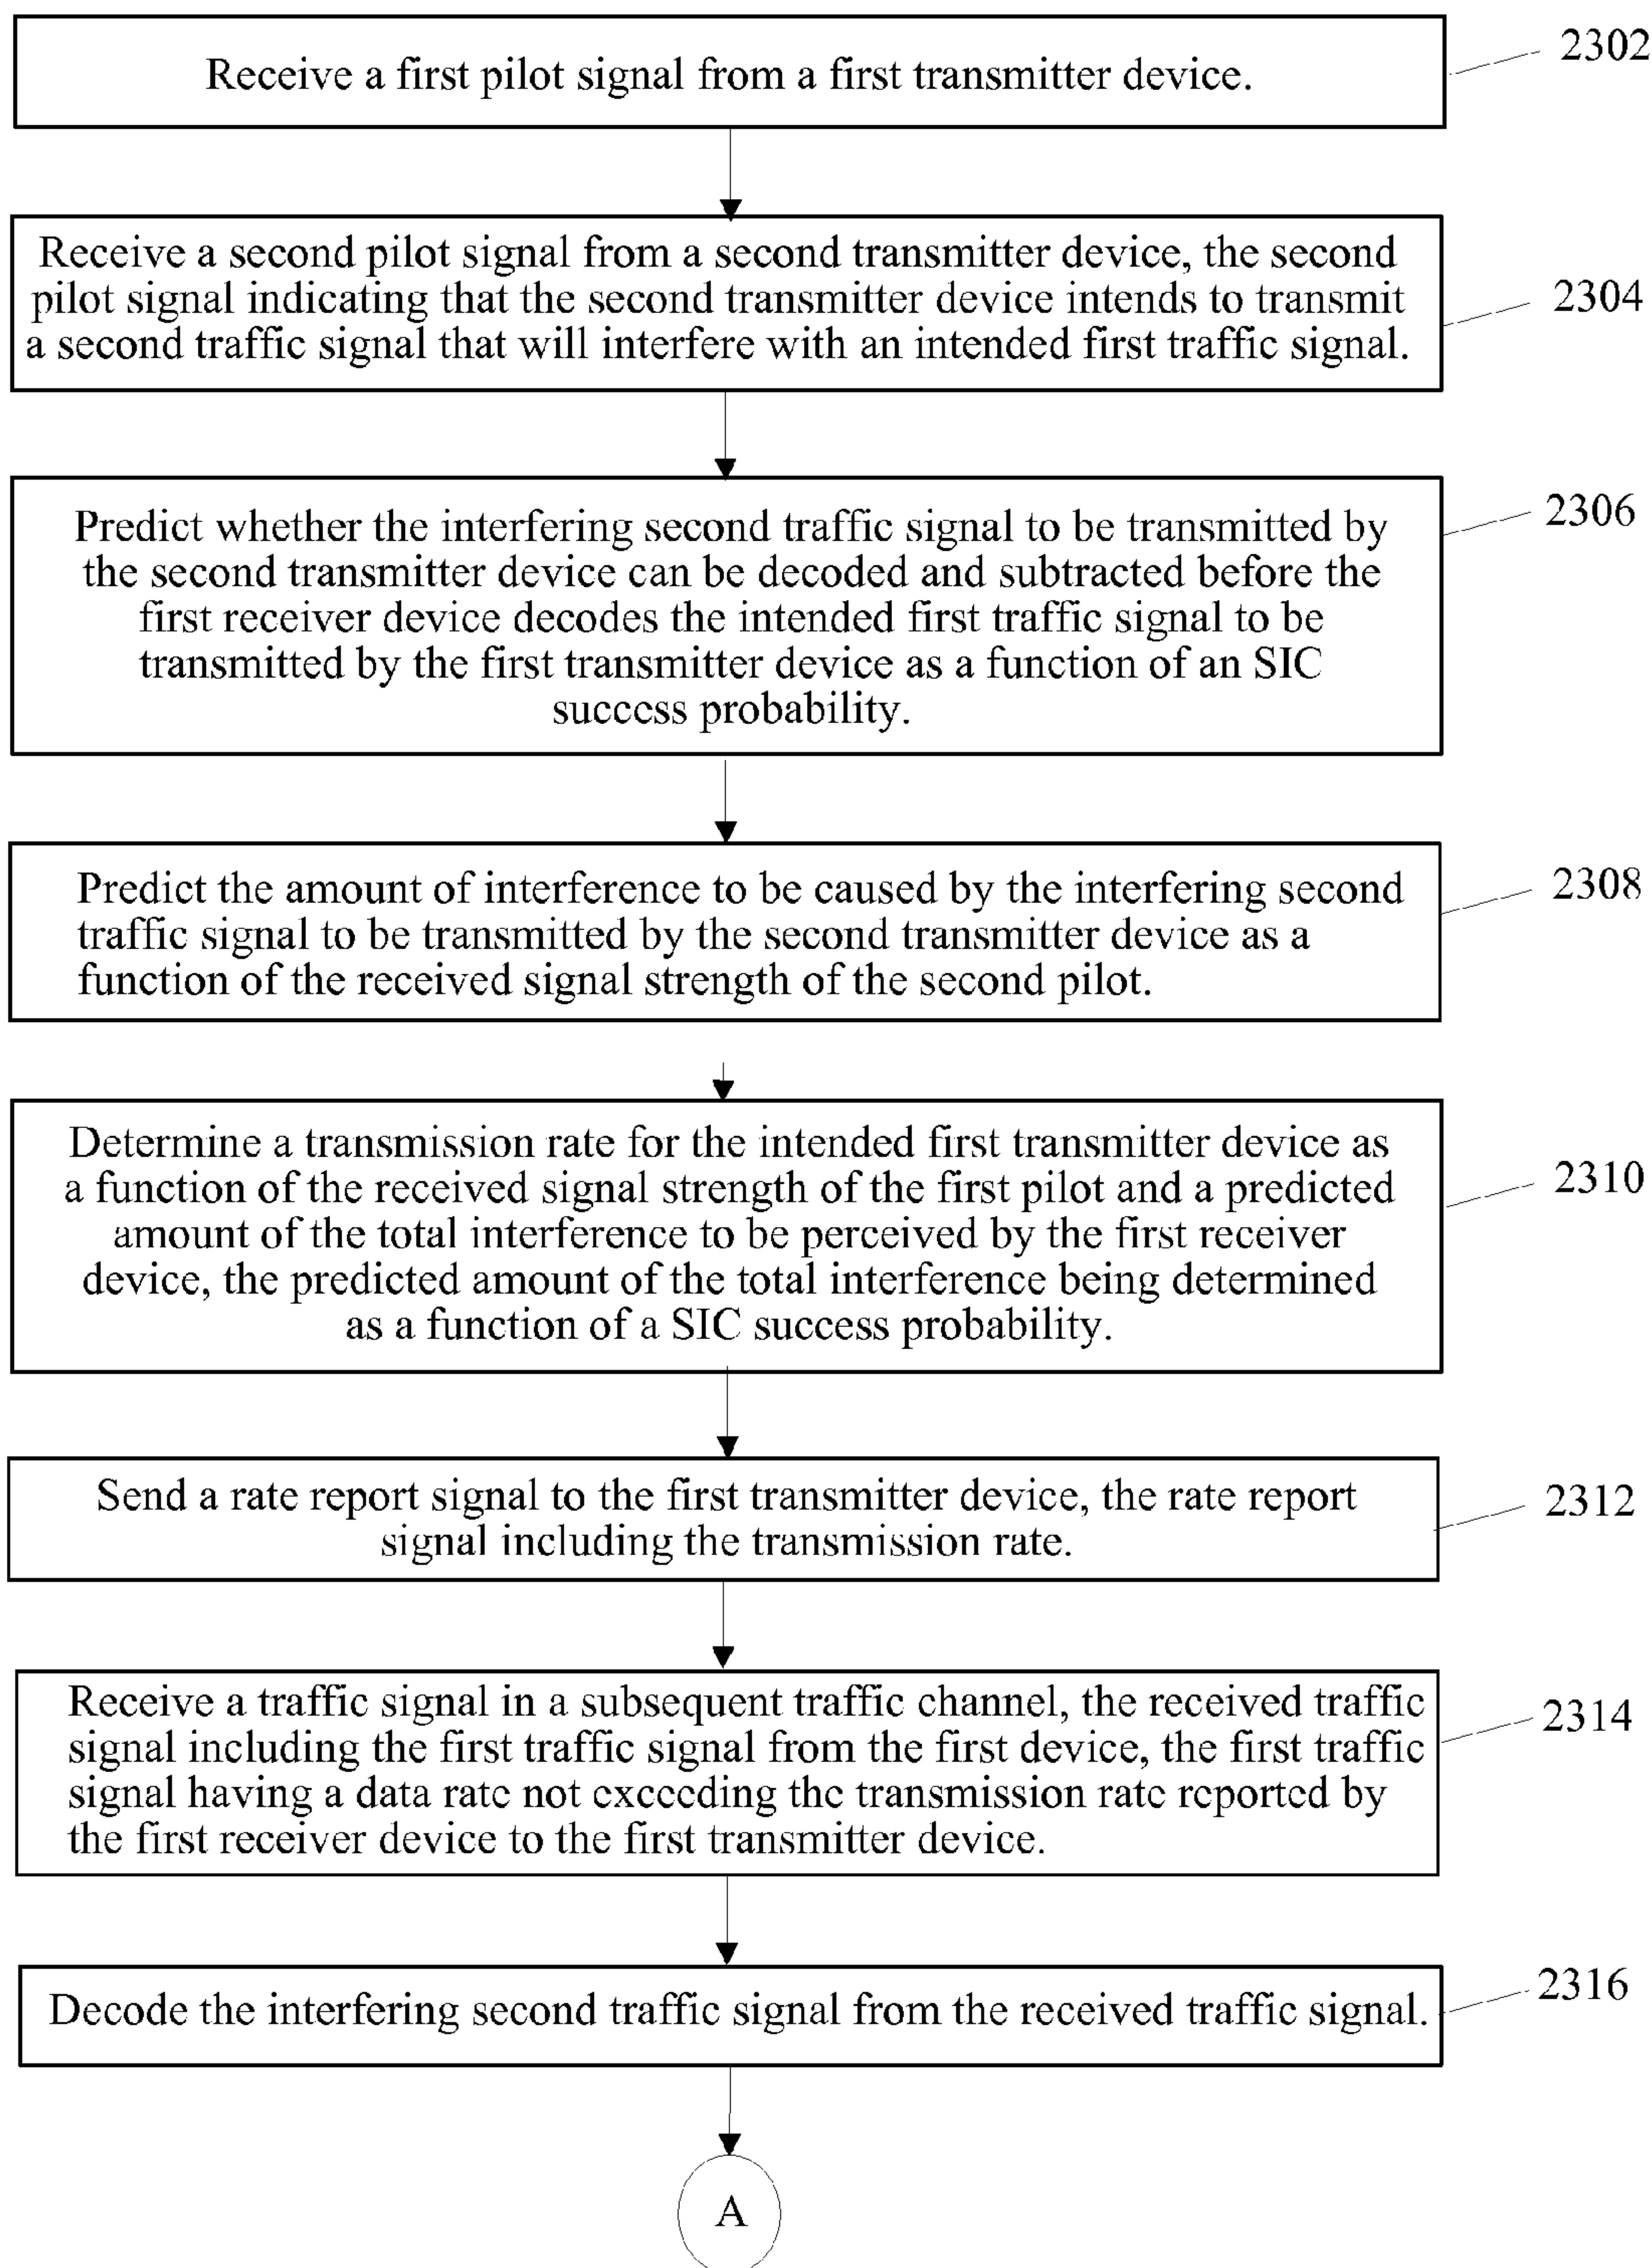 Receive a first pilot signal from a first transmitter device.
2302
Receive a second pilot signal from a second transmitter device, the second
pilot signal indicating that the second transmitter device intends to transmit
a second traffic signal that will interfere with an intended first traffic signal.
2304
Predict whether the interfering second traffic signal to be transmitted by
the second transmitter device can be decoded and subtracted before the
first receiver device decodes the intended first traffic signal to be
transmitted by the first transmitter device as a function of an SIC
success probability.
2306
Predict the amount of interference to be caused by the interfering second
traffic signal to be transmitted by the second transmitter device as a
function of the received signal strength of the second pilot.
2308
Determine a transmission rate for the intended first transmitter device as
a function of the received signal strength of the first pilot and a predicted
amount of the total interference to be perceived by the first receiver
device, the predicted amount of the total interference being determined
as a function of a SIC success probability.
2310
Send a rate report signal to the first transmitter device, the rate report
signal including the transmission rate.
2312
Receive a traffic signal in a subsequent traffic channel, the received traffic
signal including the first traffic signal from the first device, the first traffic
signal having a data rate not exceeding the transmission rate reported by
the first receiver device to the first transmitter device.
2314
Decode the interfering second traffic signal from the received traffic signal.
2316
A